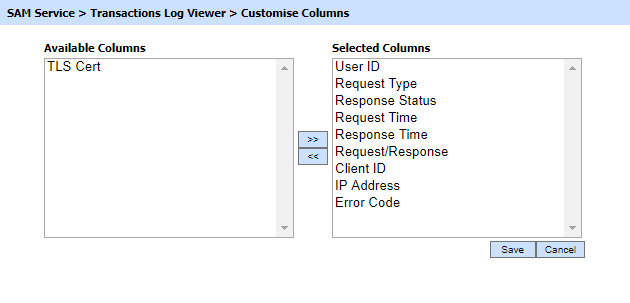 SAM Service > Transactions Log Viewer > Customise Columns
Available Columns
TLS Cert
>>
<<
Selected Columns
User ID
Request Type
Response Status
Request Time
Response Time
Request/Response
Client ID
IP Address
Error Code
Save
Cancel